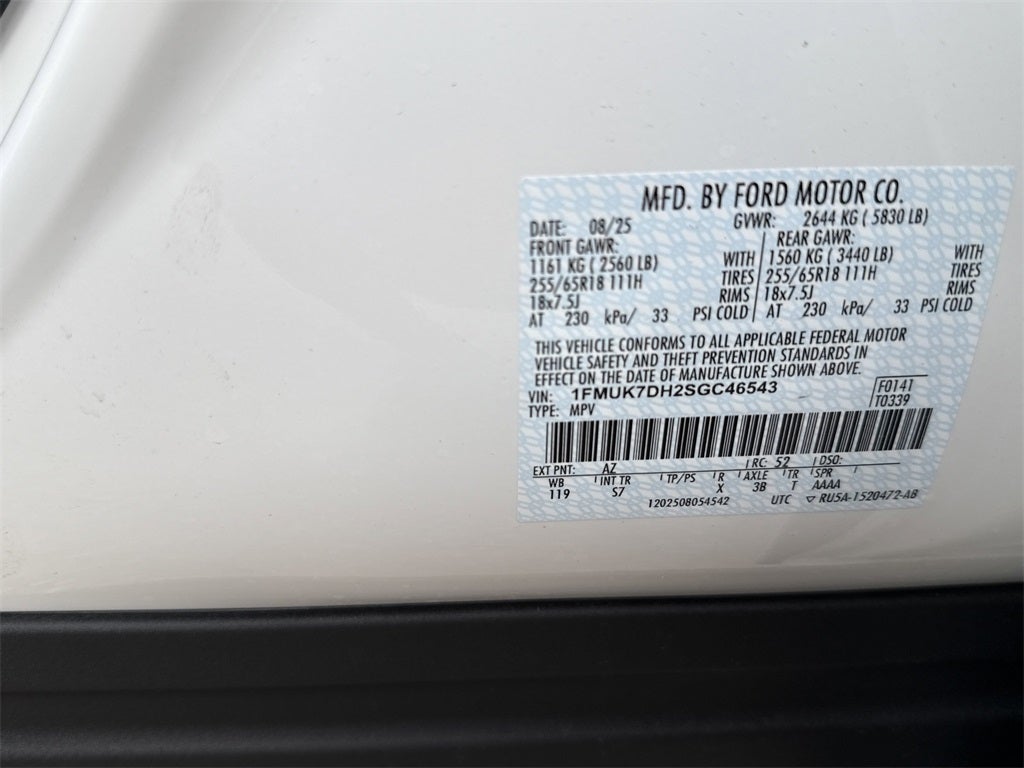 MFD. BY FORD MOTOR CO.
DATE: 08/25 GVWR: 2644 KG ( 5830 LB)
FRONT GAWR: REAR GAWR:
1161 KG ( 2560 LB) WITH 1560 KG ( 3440 LB) WITH
255/65R18 111H TIRES 255/65R18 111H TIRES
18x7.5J RIMS 18x7.5J RIMS
AT 230 kPa/ 33 PSI COLD AT 230 kPa/ 33 PSI COLD
THIS VEHICLE CONFORMS TO ALL APPLICABLE FEDERAL MOTOR
VEHICLE SAFETY AND THEFT PREVENTION STANDARDS IN
EFFECT ON THE DATE OF MANUFACTURE SHOWN ABOVE.
VIN: 1FMUK7DH2SGC46543 F0141
TYPE: MPV T0339
EXT PNT: AZ RC: 52 DSO:
WB INT TR TP/PS R AXLE TR SPR
119 S7 X 3B T AAAA
1202508054542 UTC ▽ RU5A-1520472-AB